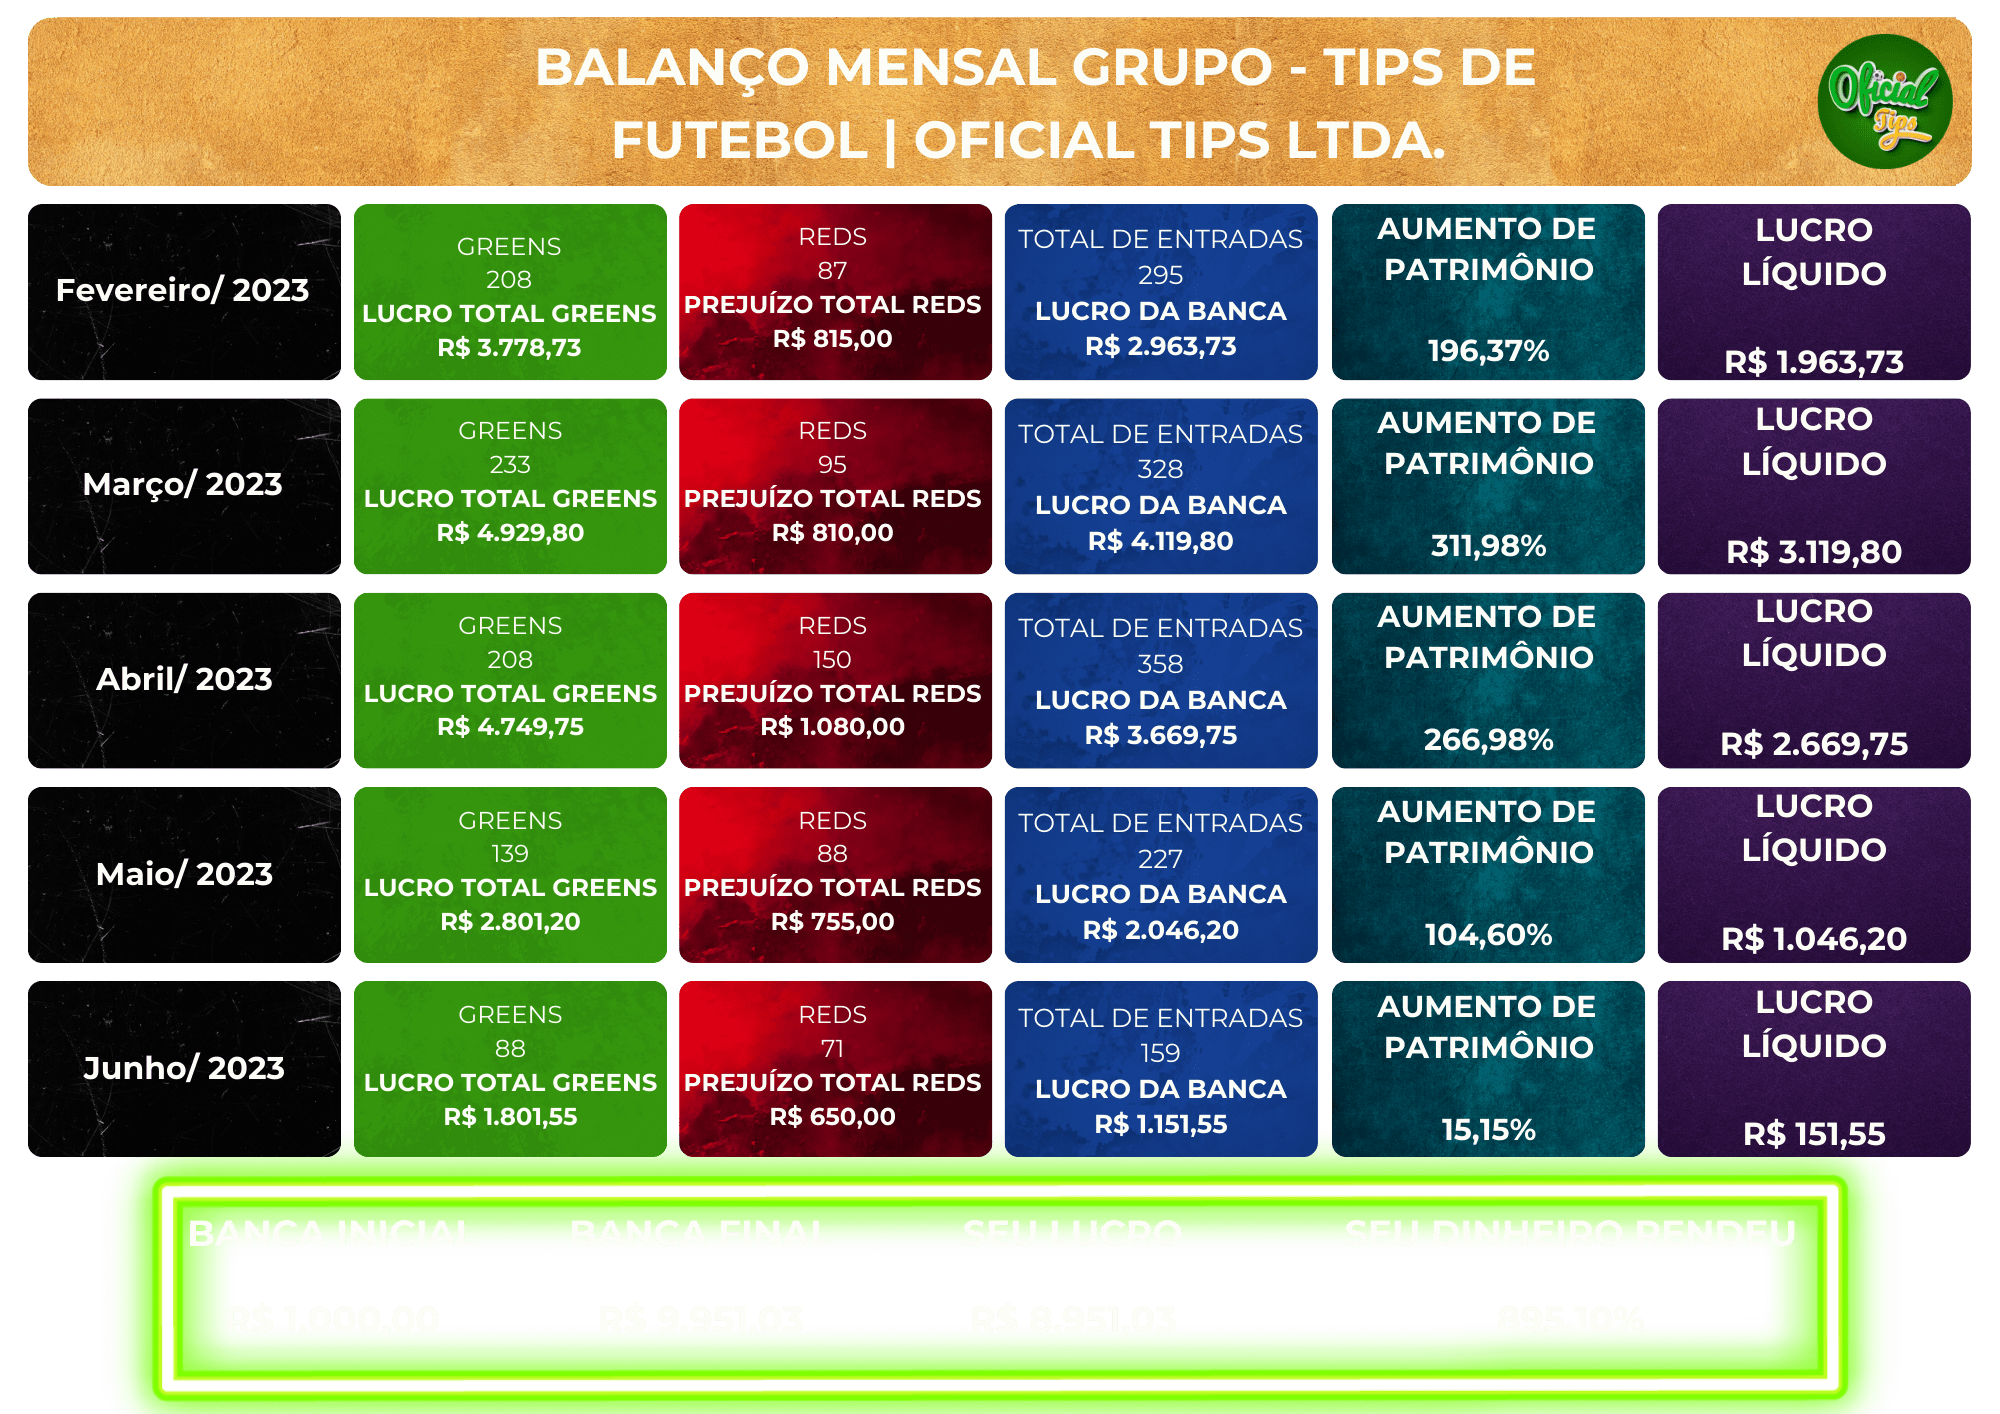 BALANÇO MENSAL GRUPO - TIPS DE
FUTEBOL | OFICIAL TIPS LTDA.
Oficial
Tips
Fevereiro/ 2023
GREENS
208
LUCRO TOTAL GREENS
R$ 3.778,73
REDS
87
PREJUÍZO TOTAL REDS
R$ 815,00
TOTAL DE ENTRADAS
295
LUCRO DA BANCA
R$ 2.963,73
AUMENTO DE
PATRIMÔNIO
196,37%
LUCRO
LÍQUIDO
R$ 1.963,73
Março/ 2023
GREENS
233
LUCRO TOTAL GREENS
R$ 4.929,80
REDS
95
PREJUÍZO TOTAL REDS
R$ 810,00
TOTAL DE ENTRADAS
328
LUCRO DA BANCA
R$ 4.119,80
AUMENTO DE
PATRIMÔNIO
311,98%
LUCRO
LÍQUIDO
R$ 3.119,80
Abril/ 2023
GREENS
208
LUCRO TOTAL GREENS
R$ 4.749,75
REDS
150
PREJUÍZO TOTAL REDS
R$ 1.080,00
TOTAL DE ENTRADAS
358
LUCRO DA BANCA
R$ 3.669,75
AUMENTO DE
PATRIMÔNIO
266,98%
LUCRO
LÍQUIDO
R$ 2.669,75
Maio/ 2023
GREENS
139
LUCRO TOTAL GREENS
R$ 2.801,20
REDS
88
PREJUÍZO TOTAL REDS
R$ 755,00
TOTAL DE ENTRADAS
227
LUCRO DA BANCA
R$ 2.046,20
AUMENTO DE
PATRIMÔNIO
104,60%
LUCRO
LÍQUIDO
R$ 1.046,20
Junho/ 2023
GREENS
88
LUCRO TOTAL GREENS
R$ 1.801,55
REDS
71
PREJUÍZO TOTAL REDS
R$ 650,00
TOTAL DE ENTRADAS
159
LUCRO DA BANCA
R$ 1.151,55
AUMENTO DE
PATRIMÔNIO
15,15%
LUCRO
LÍQUIDO
R$ 151,55
BANCA INICIAL
BANCA FINAL
SEU LUCRO
SEU DINHEIRO RENDEU
R$ 1.000,00
R$ 9.951,03
R$ 8.951,03
895,10%